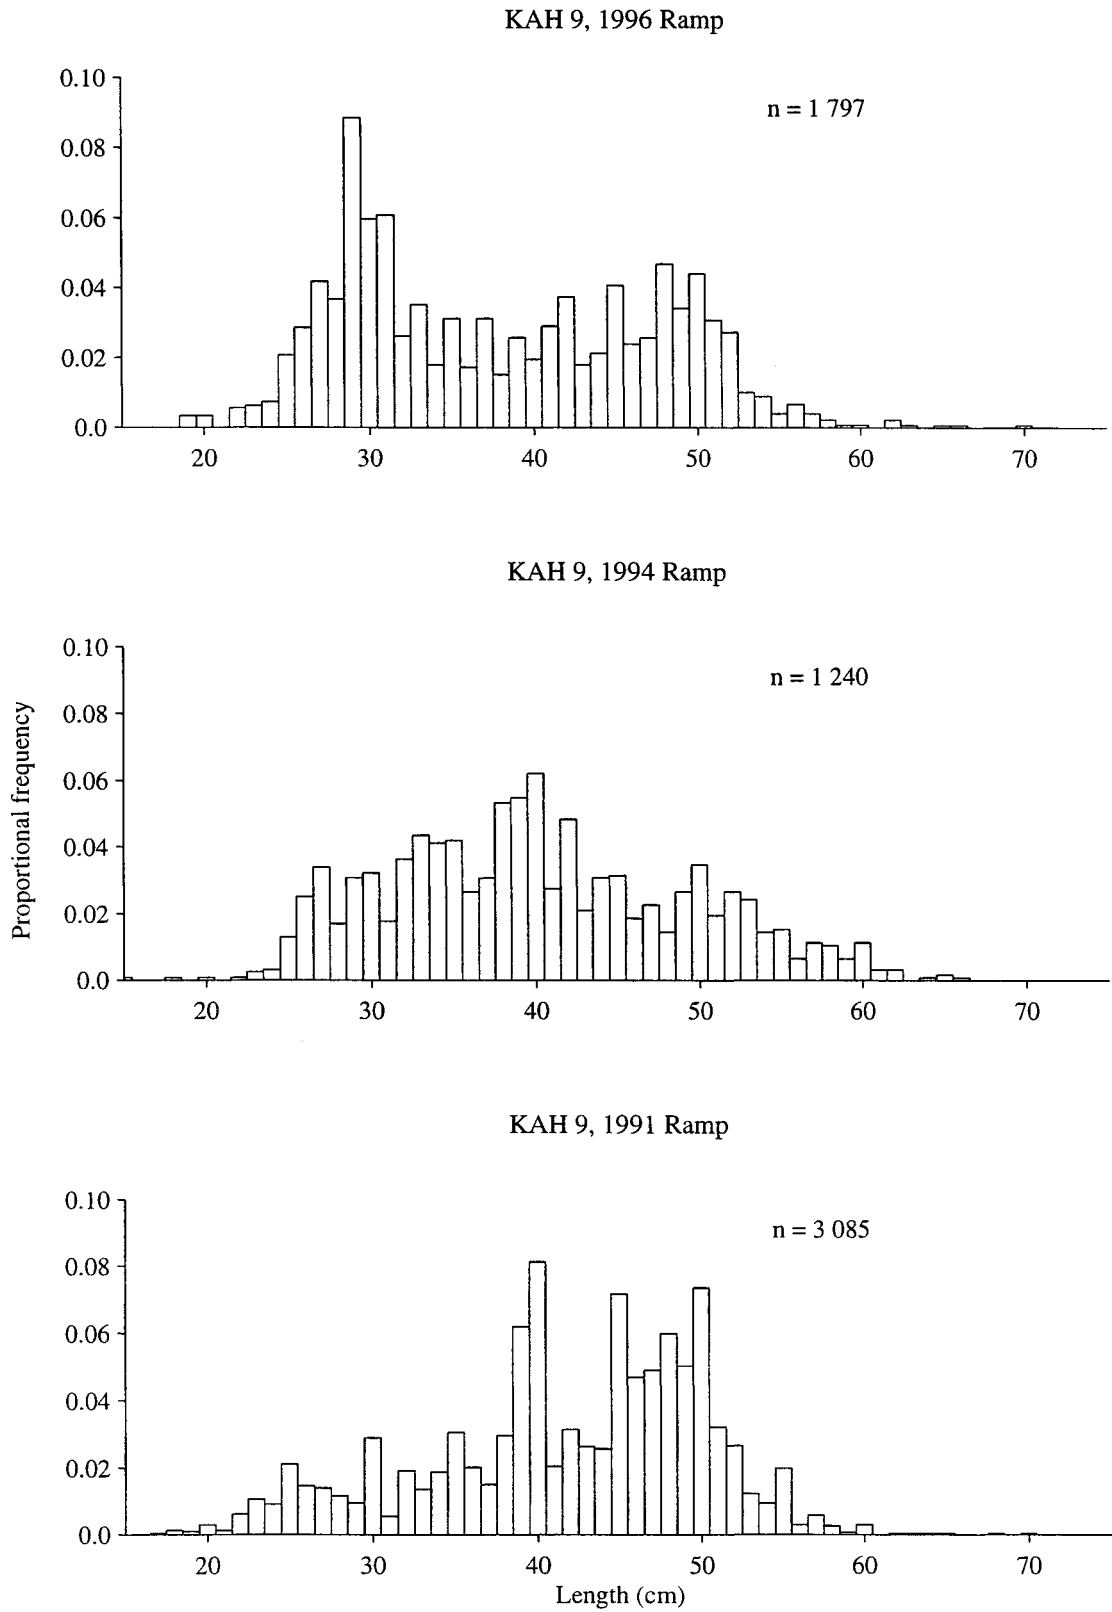 KAH 9, 1996 Ramp
n = 1 797
0.10
0.08
0.06
0.04
0.02
0.0
20 30 40 50 60 70
KAH 9, 1994 Ramp
n = 1 240
0.10
0.08
0.06
0.04
0.02
0.0
20 30 40 50 60 70
Proportional frequency
KAH 9, 1991 Ramp
n = 3 085
0.10
0.08
0.06
0.04
0.02
0.0
20 30 40 50 60 70
Length (cm)